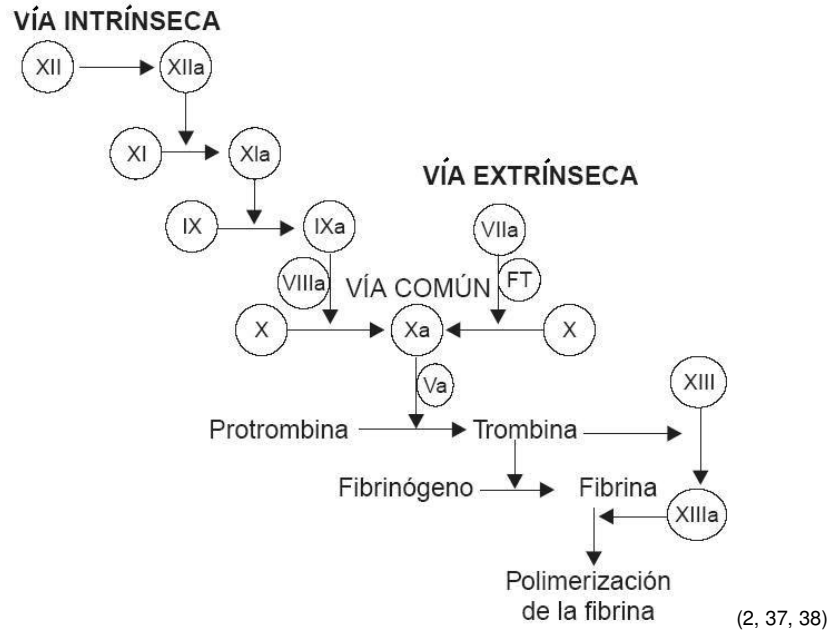 VÍA INTRÍNSECA
XII XIIa
XI XIa
VÍA EXTRÍNSECA
IX IXa VIIa
VIIIa VÍA COMÚN FT
X Xa X
Va XIII
Protrombina Trombina
Fibrinógeno Fibrina
XIIIa
Polimerización
de la fibrina
(2, 37, 38)